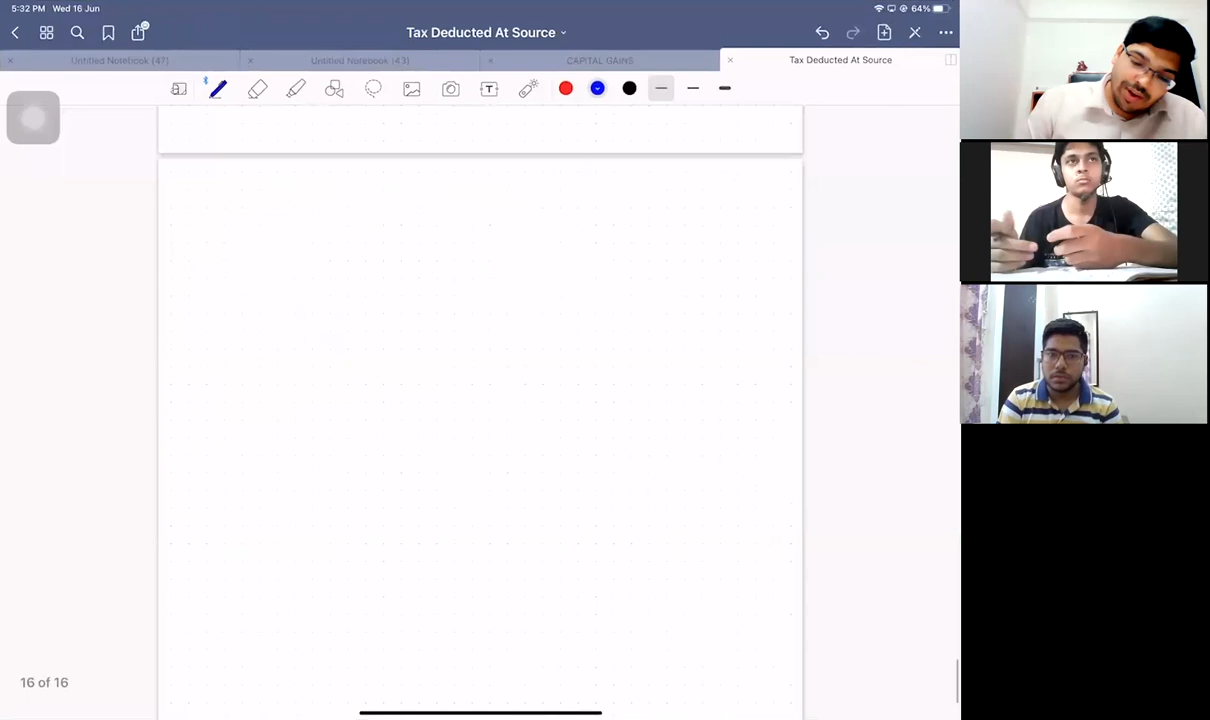 5:32 PM Wed 16 Jun
64%
Tax Deducted At Source
Untitled Notebook (47)
Untitled Notebook (43)
CAPITAL GAINS
Tax Deducted At Source
T
16 of 16